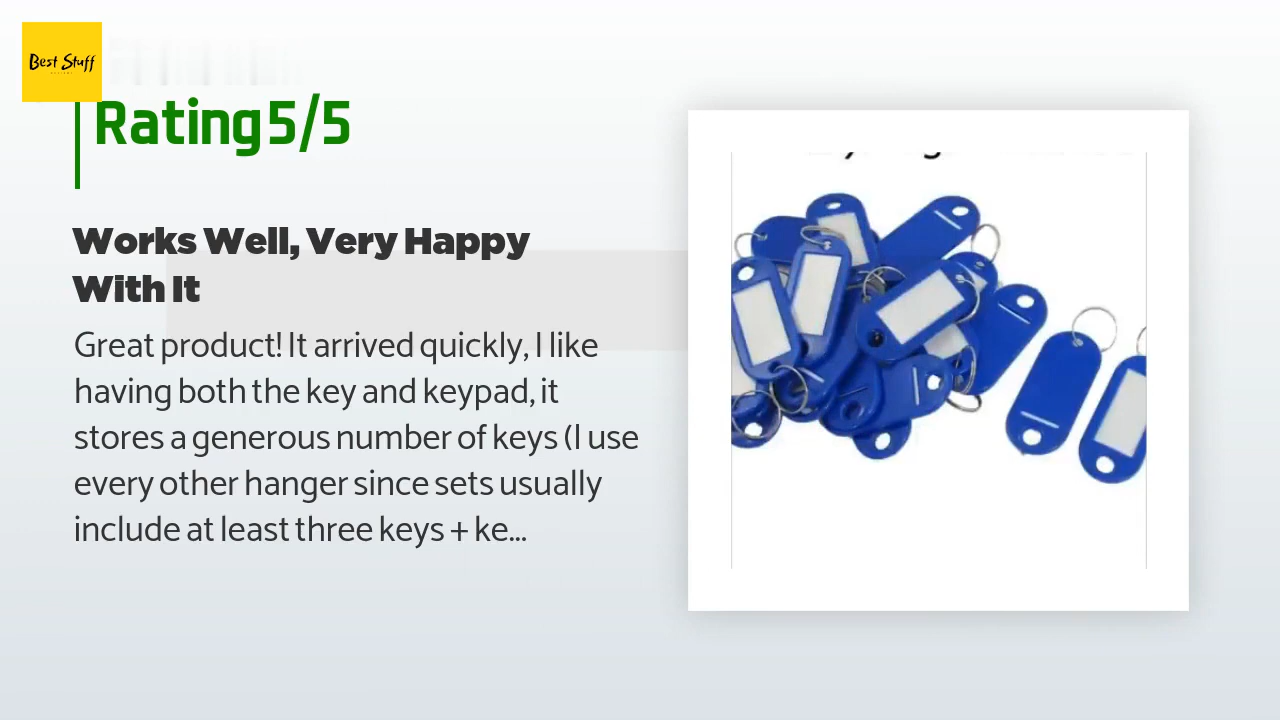 Best Stuff
Rating 5/5
Works Well, Very Happy
With It
Great product! It arrived quickly, I like
having both the key and keypad, it
stores a generous number of keys (I use
every other hanger since sets usually
include at least three keys + ke...